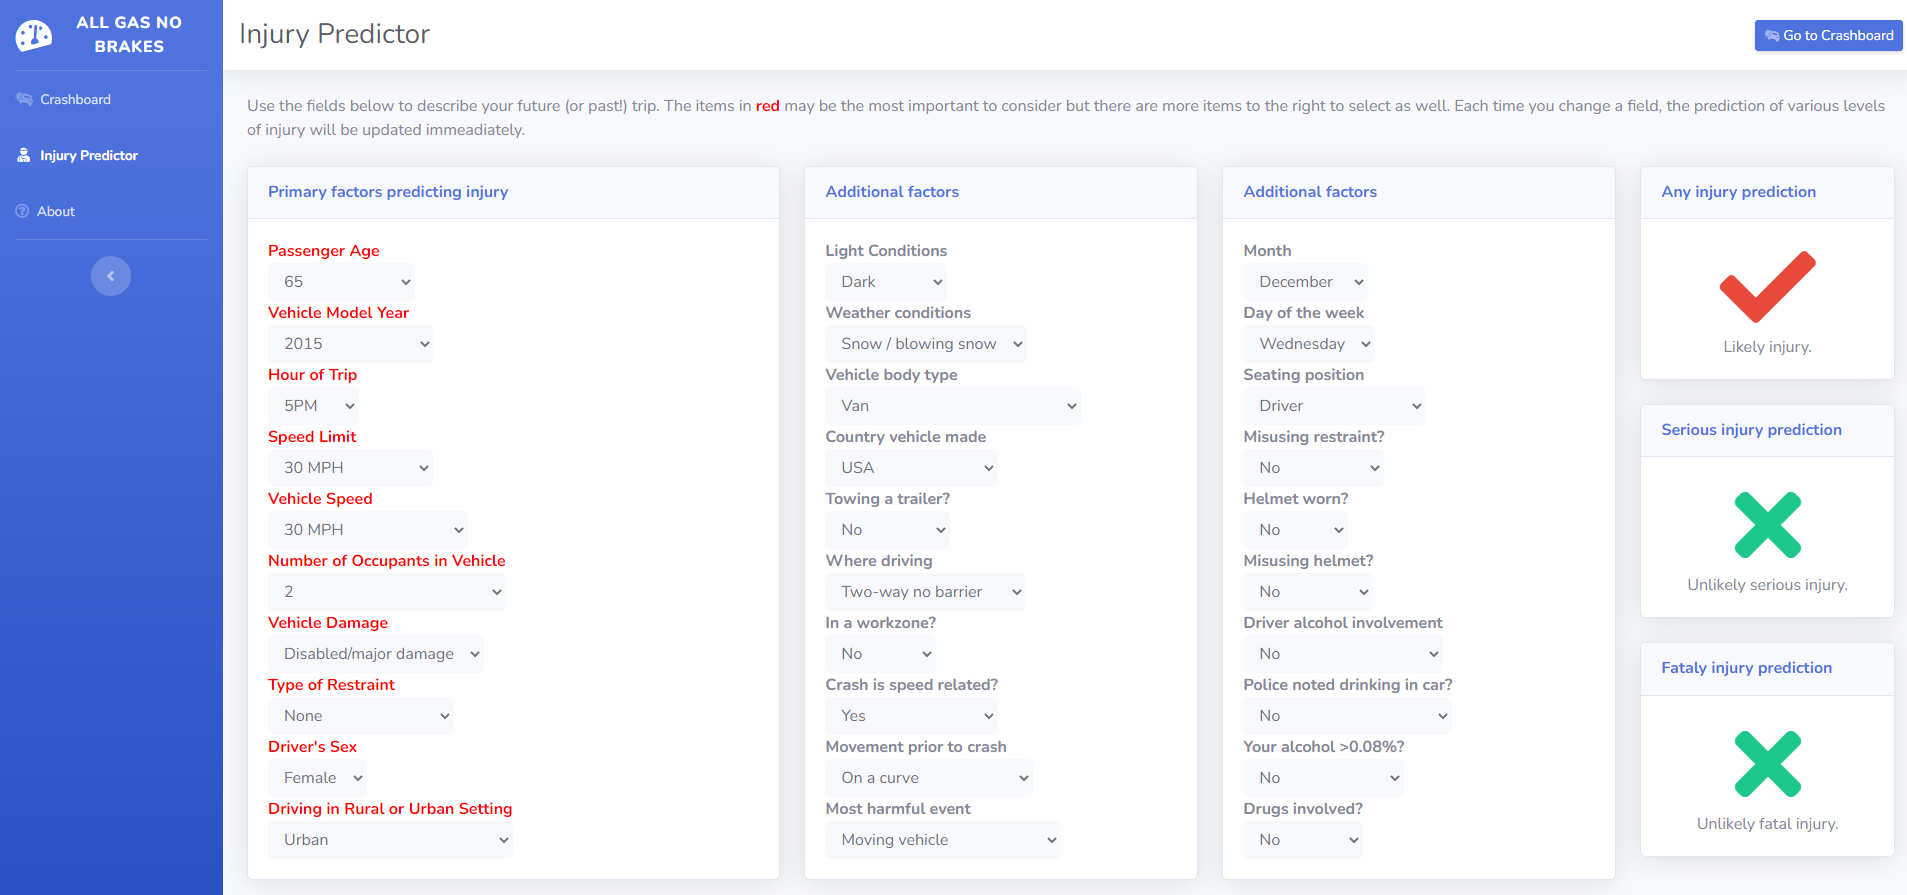 ALL GAS NO
BRAKES
Crashboard
Injury Predictor
About
Injury Predictor
Go to Crashboard
Use the fields below to describe your future (or past!) trip. The items in red may be the most important to consider but there are more items to the right to select as well. Each time you change a field, the prediction of various levels
of injury will be updated immeadiately.
Primary factors predicting injury
Passenger Age
65
Vehicle Model Year
2015
Hour of Trip
5PM
Speed Limit
30 MPH
Vehicle Speed
30 MPH
Number of Occupants in Vehicle
2
Vehicle Damage
Disabled/major damage
Type of Restraint
None
Driver's Sex
Female
Driving in Rural or Urban Setting
Urban
Additional factors
Light Conditions
Dark
Weather conditions
Snow / blowing snow
Vehicle body type
Van
Country vehicle made
USA
Towing a trailer?
No
Where driving
Two-way no barrier
In a workzone?
No
Crash is speed related?
Yes
Movement prior to crash
On a curve
Most harmful event
Moving vehicle
Additional factors
Month
December
Day of the week
Wednesday
Seating position
Driver
Misusing restraint?
No
Helmet worn?
No
Misusing helmet?
No
Driver alcohol involvement
No
Police noted drinking in car?
No
Your alcohol >0.08%?
No
Drugs involved?
No
Any injury prediction
Likely injury.
Serious injury prediction
Unlikely serious injury.
Fataly injury prediction
Unlikely fatal injury.